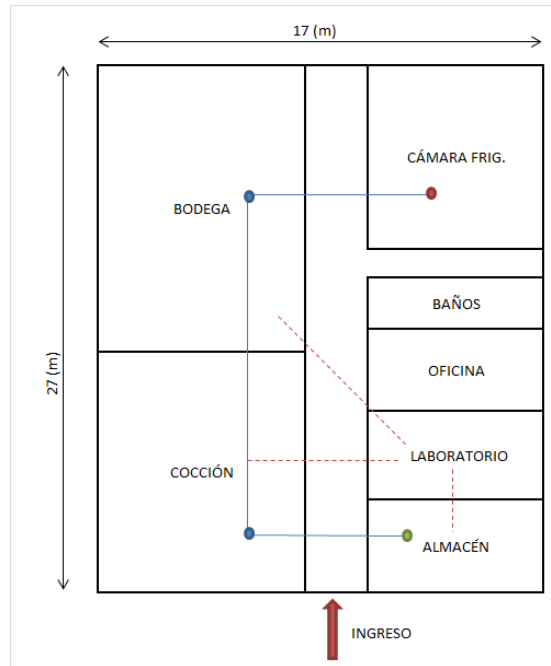 17 (m)
CÁMARA FRIG.
BODEGA
BAÑOS
27 (m)
OFICINA
LABORATORIO
COCCIÓN
ALMACÉN
INGRESO